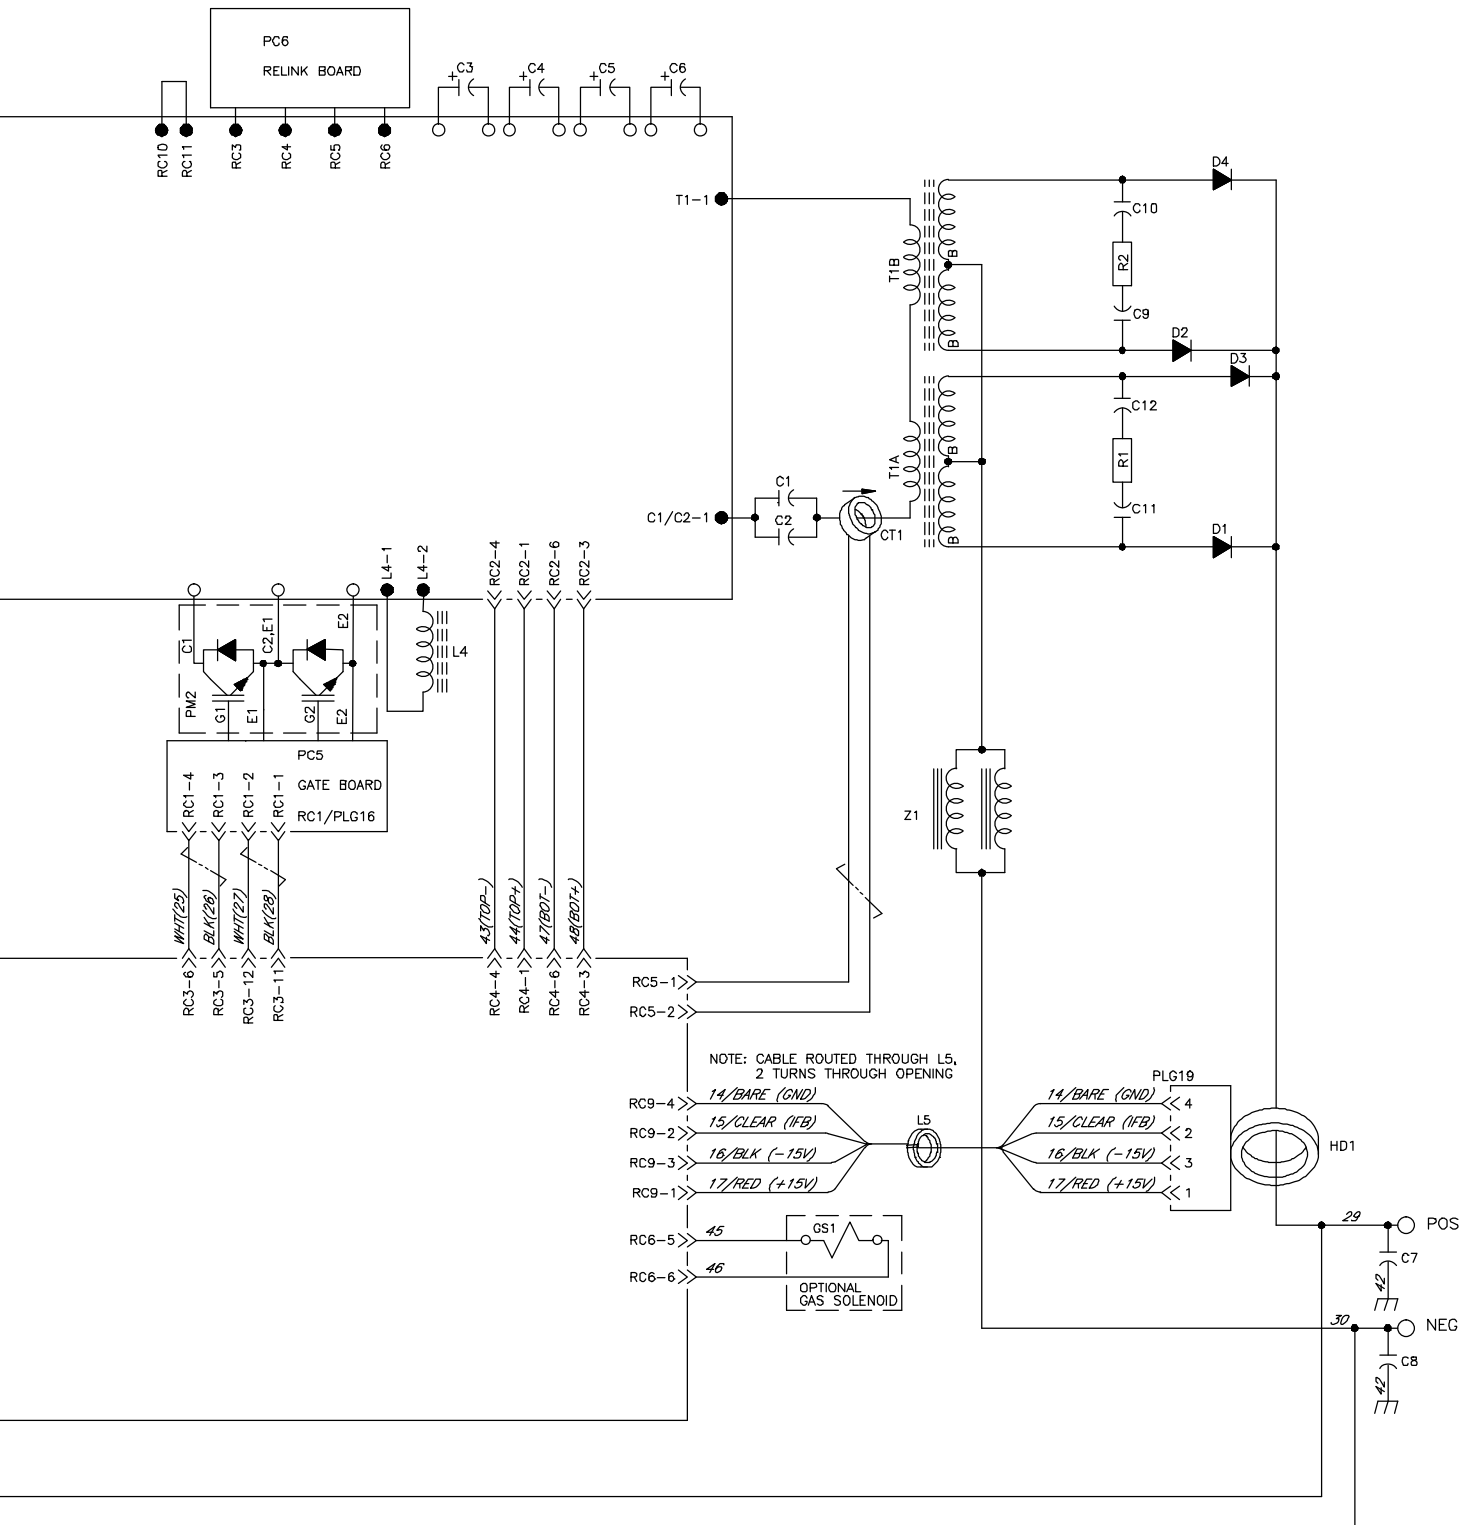 PC6
RELINK BOARD
C3
C4
C5
C6
+
+
+
+
RC10
RC11
RC3
RC4
RC5
RC6
T1-1
T1B
B
B
D4
C10
R2
C9
D2
D3
C12
R1
C11
D1
T1A
B
B
C1/C2-1
C1
C2
CT1
L4-1
L4-2
RC2-4
RC2-1
RC2-6
RC2-3
C1
C2,E1
E2
L4
PM2
G1
E1
G2
E2
PC5
GATE BOARD
RC1/PLG16
RC1-4
RC1-3
RC1-2
RC1-1
Z1
WHT(25)
BLK(26)
WHT(27)
BLK(28)
43(TOP-)
44(TOP+)
47(BOT-)
48(BOT+)
RC3-6
RC3-5
RC3-12
RC3-11
RC4-4
RC4-1
RC4-6
RC4-3
RC5-1
RC5-2
NOTE: CABLE ROUTED THROUGH L5,
2 TURNS THROUGH OPENING
PLG19
RC9-4
14/BARE (GND)
14/BARE (GND)
4
RC9-2
15/CLEAR (IFB)
L5
15/CLEAR (IFB)
2
RC9-3
16/BLK (-15V)
16/BLK (-15V)
3
HD1
RC9-1
17/RED (+15V)
17/RED (+15V)
1
RC6-5
45
GS1
RC6-6
46
OPTIONAL
GAS SOLENOID
29
POS
C7
42
30
NEG
C8
42